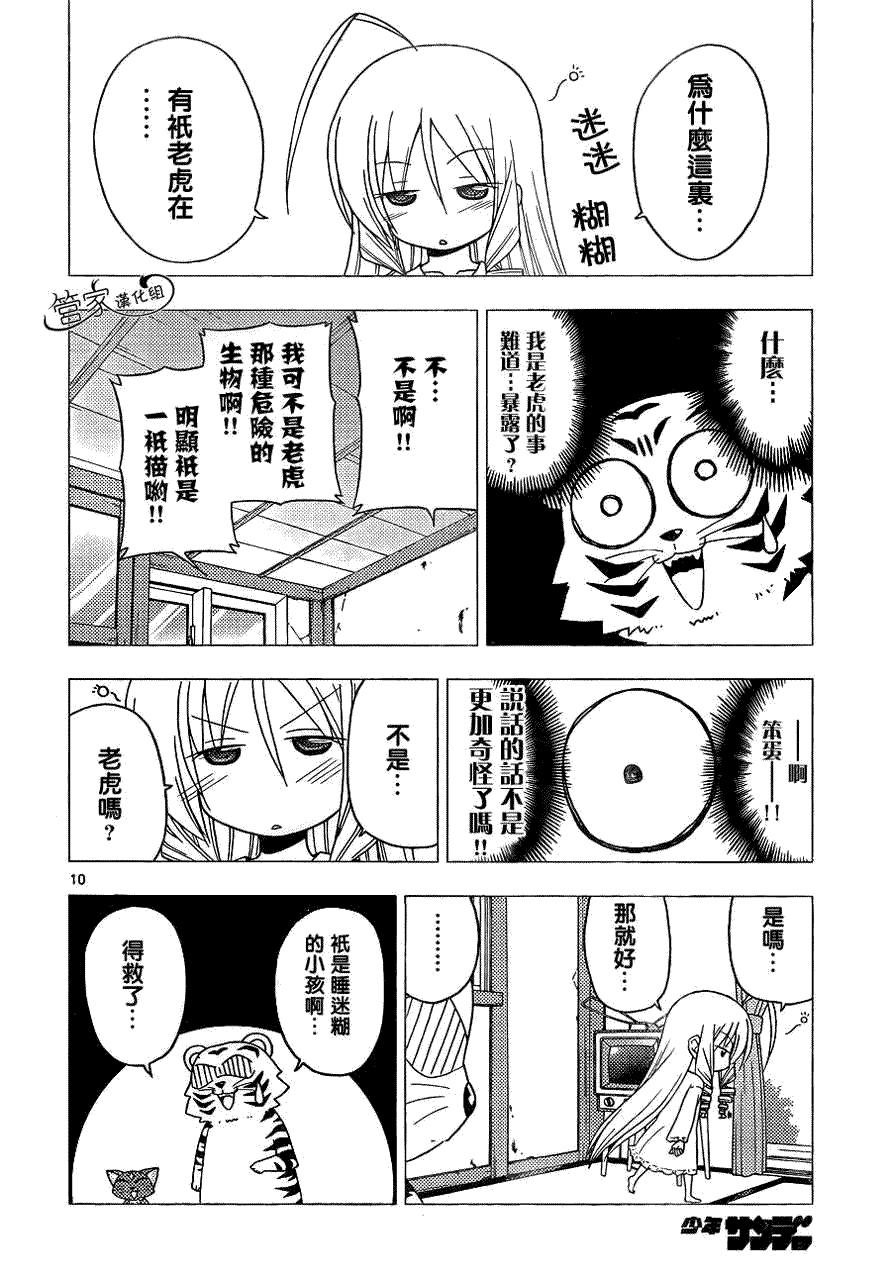 為什麼這裏…
迷迷
糊糊
有衹老虎在
……
管家
漢化組
什麼…
難道…暴露了?
我是老虎的事
不…
不是啊!!
我可不是老虎
那種危險的
生物啊!!
明顯衹是
一衹猫喲!!
——啊
笨蛋——!!
說話的話不是
更加奇怪了嗎!!
不是…
老虎嗎?
10
是嗎…
那就好…
………
衹是睡迷糊
的小孩啊…
得救了…
少年サンデー